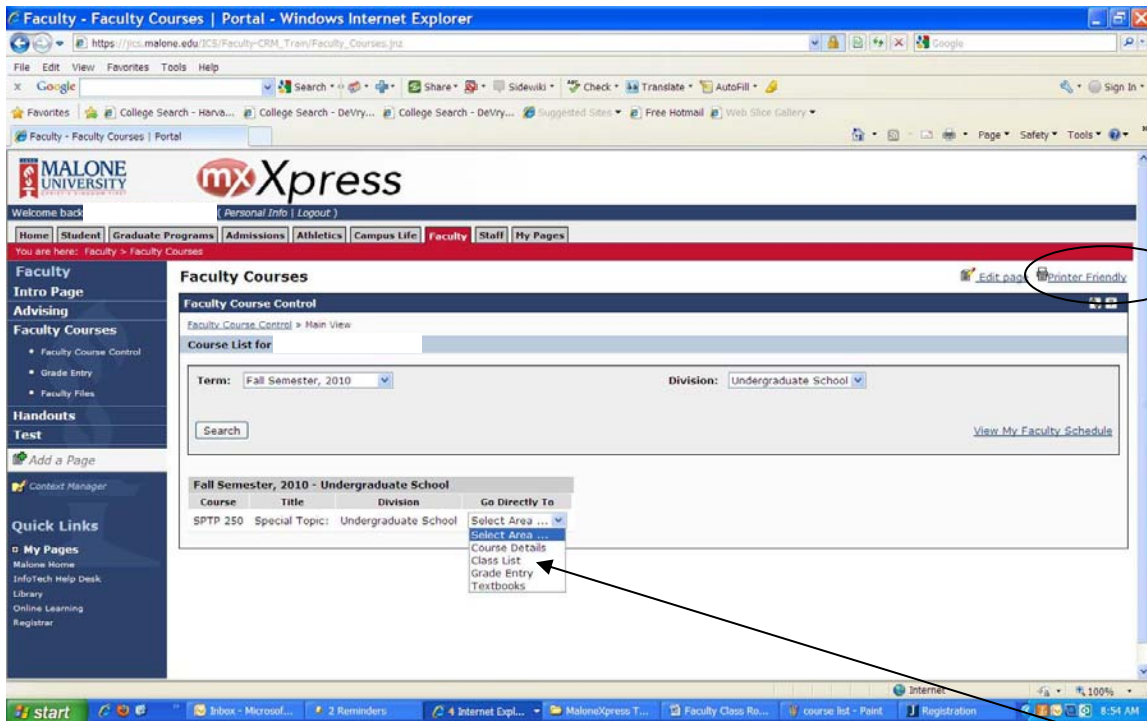 Faculty - Faculty Courses | Portal - Windows Internet Explorer
https://jics.malone.edu/ICS/Faculty-CRM_Train/Faculty_Courses.jnz
Google
File Edit View Favorites Tools Help
x Google Search Share Sidewiki Check Translate AutoFill Sign In
Favorites College Search - Harva... College Search - DeVry... College Search - DeVry... Suggested Sites Free Hotmail Web Slice Gallery
Faculty - Faculty Courses | Portal Page Safety Tools
MALONE
UNIVERSITY
CHRIST'S KINGDOM FIRST
mxXpress
Welcome back ( Personal Info | Logout )
Home Student Graduate Programs Admissions Athletics Campus Life Faculty Staff My Pages
You are here: Faculty > Faculty Courses
Faculty
Intro Page
Advising
Faculty Courses
Faculty Course Control
Grade Entry
Faculty Files
Handouts
Test
Add a Page
Context Manager
Quick Links
My Pages
Malone Home
InfoTech Help Desk
Library
Online Learning
Registrar
Faculty Courses Edit page Printer Friendly
Faculty Course Control
Faculty Course Control » Main View
Course List for
Term: Fall Semester, 2010 Division: Undergraduate School
Search View My Faculty Schedule
Fall Semester, 2010 - Undergraduate School
Course Title Division Go Directly To
SPTP 250 Special Topic: Undergraduate School Select Area ...
Select Area ...
Course Details
Class List
Grade Entry
Textbooks
Internet 100%
start Inbox - Microsof... 2 Reminders 4 Internet Expl... MaloneXpress T... Faculty Class Ro... course list - Paint Registration 8:54 AM